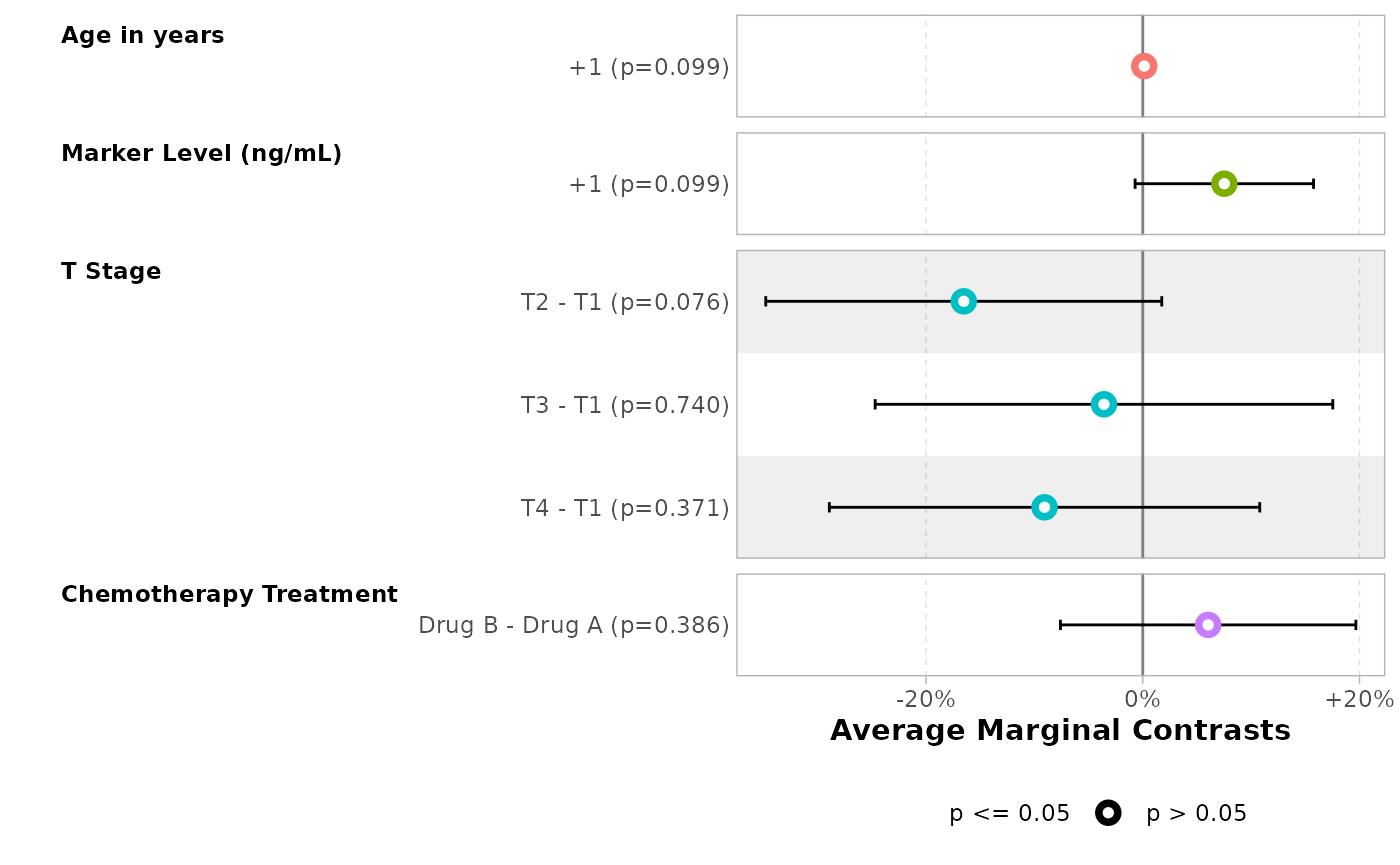 Age in years
+1 (p=0.099)
Marker Level (ng/mL)
+1 (p=0.099)
T Stage
T2 - T1 (p=0.076)
T3 - T1 (p=0.740)
T4 - T1 (p=0.371)
Chemotherapy Treatment
Drug B - Drug A (p=0.386)
-20% 0% +20%
Average Marginal Contrasts
p <= 0.05 p > 0.05